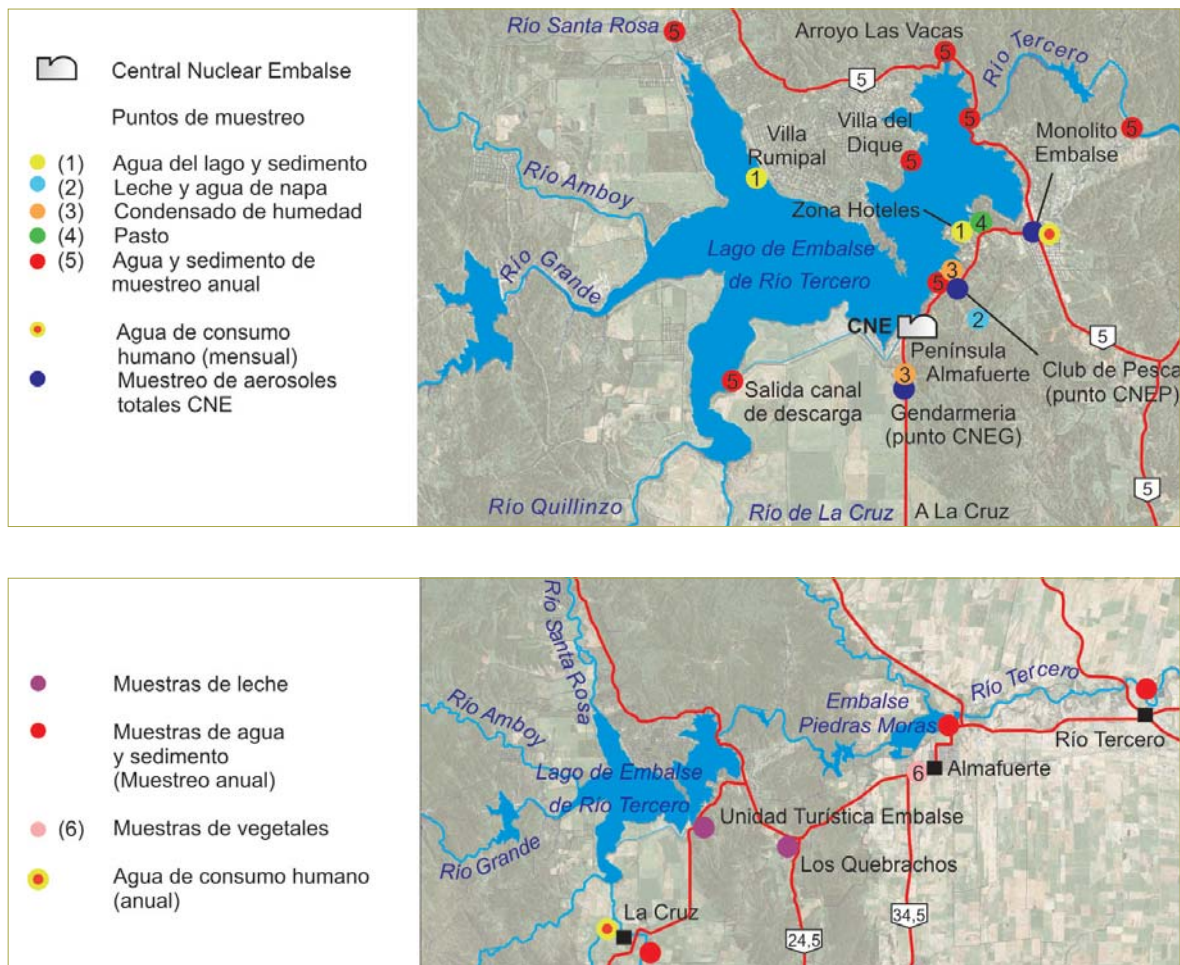 Central Nuclear Embalse
Puntos de muestreo
(1) Agua del lago y sedimento
(2) Leche y agua de napa
(3) Condensado de humedad
(4) Pasto
(5) Agua y sedimento de
muestreo anual
Agua de consumo
humano (mensual)
Muestreo de aerosoles
totales CNE
Río Santa Rosa
5
Arroyo Las Vacas
5
5
Río Tercero
5
5
Villa del
Dique
5
Monolito
Embalse
Villa
Rumipal
1
Río Amboy
Zona Hoteles
1
4
Río Grande
Lago de Embalse
de Río Tercero
3
5
2
CNE
Península
Almafuerte
5
Club de Pesca
(punto CNEP)
3
5
Salida canal
de descarga
Gendarmeria
(punto CNEG)
5
Río Quillinzo
Río de La Cruz
A La Cruz
Muestras de leche
Muestras de agua
y sedimento
(Muestreo anual)
(6) Muestras de vegetales
Agua de consumo humano
(anual)
Río Santa Rosa
Río Amboy
Embalse
Piedras Moras
Río Tercero
Río Tercero
Lago de Embalse
de Río Tercero
6
Almafuerte
Unidad Turística Embalse
Río Grande
Los Quebrachos
La Cruz
34,5
24,5